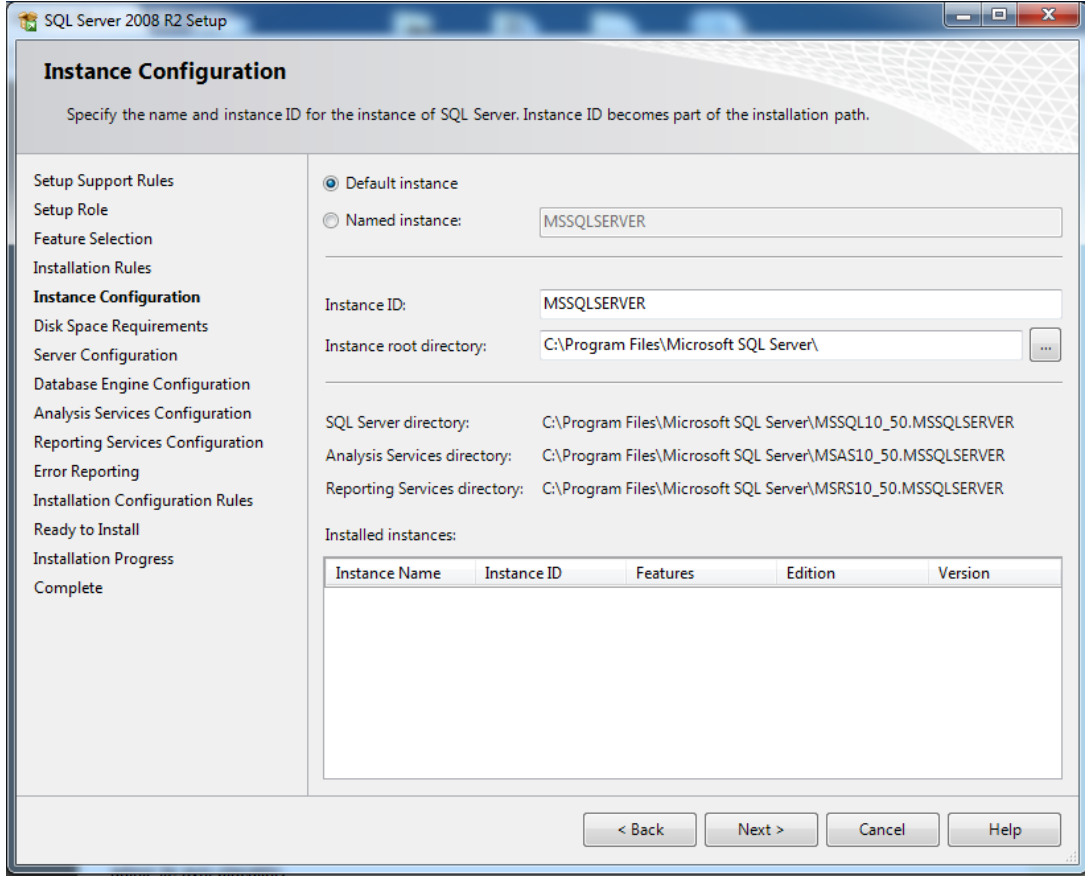 SQL Server 2008 R2 Setup
Instance Configuration
Specify the name and instance ID for the instance of SQL Server. Instance ID becomes part of the installation path.
Setup Support Rules
Setup Role
Feature Selection
Installation Rules
Instance Configuration
Disk Space Requirements
Server Configuration
Database Engine Configuration
Analysis Services Configuration
Reporting Services Configuration
Error Reporting
Installation Configuration Rules
Ready to Install
Installation Progress
Complete
Default instance
Named instance: MSSQLSERVER
Instance ID: MSSQLSERVER
Instance root directory: C:\Program Files\Microsoft SQL Server\ ...
SQL Server directory: C:\Program Files\Microsoft SQL Server\MSSQL10_50.MSSQLSERVER
Analysis Services directory: C:\Program Files\Microsoft SQL Server\MSAS10_50.MSSQLSERVER
Reporting Services directory: C:\Program Files\Microsoft SQL Server\MSRS10_50.MSSQLSERVER
Installed instances:
Instance Name Instance ID Features Edition Version
< Back Next > Cancel Help